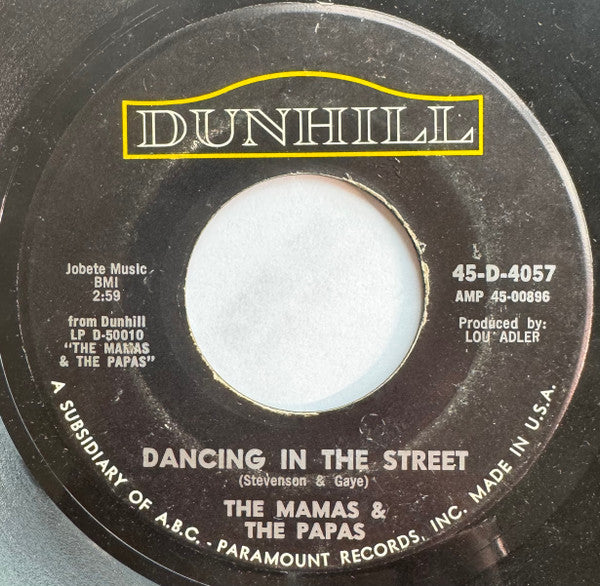 DUNHILL
Jobete Music
BMI
2:59
from Dunhill
LP D-50010
"THE MAMAS
& THE PAPAS"
45-D-4057
AMP 45-00896
Produced by:
LOU ADLER
DANCING IN THE STREET
(Stevenson & Gaye)
THE MAMAS &
THE PAPAS
A SUBSIDIARY OF A.B.C. - PARAMOUNT RECORDS, INC. MADE IN U.S.A.